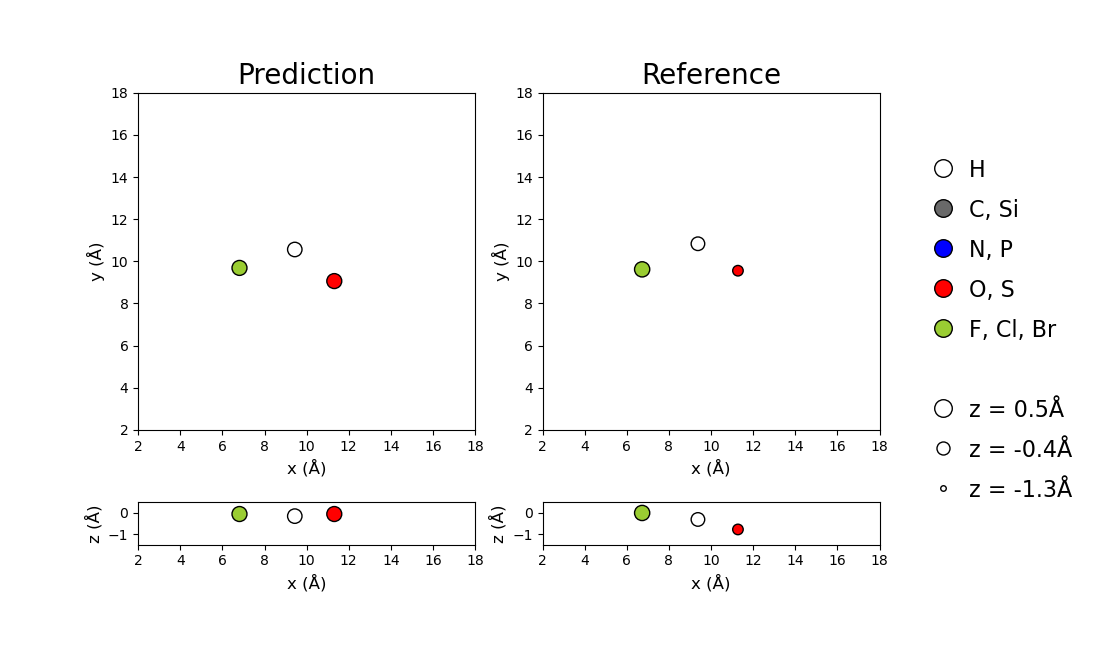 Prediction
Reference
18
16
14
12
10
8
6
4
2
y (Å)
2 4 6 8 10 12 14 16 18
x (Å)
18
16
14
12
10
8
6
4
2
y (Å)
2 4 6 8 10 12 14 16 18
x (Å)
0
−1
z (Å)
2 4 6 8 10 12 14 16 18
x (Å)
0
−1
z (Å)
2 4 6 8 10 12 14 16 18
x (Å)
H
C, Si
N, P
O, S
F, Cl, Br
z = 0.5Å
z = -0.4Å
z = -1.3Å